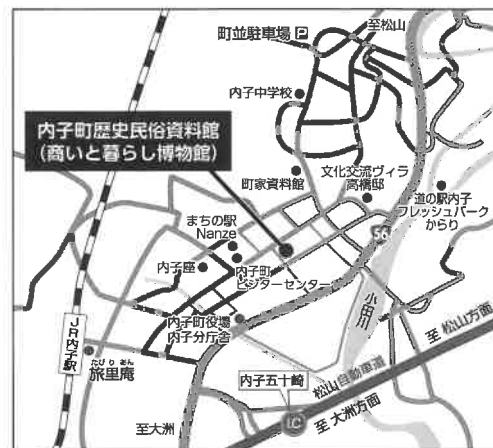 町並駐車場 P
至松山
内子中学校
内子町歴史民俗資料館
(商いと暮らし博物館)
町家資料館
文化交流ヴィラ
高橋邸
道の駅内子
フレッシュパーク
からり
まちの駅
Nanze
56
内子座
内子町
ビジターセンター
小田川
内子町役場
内子分庁舎
JR内子駅
たびりあん
旅里庵
内子五十崎
IC
松山自動車道
至 松山方面
至 大洲方面
至大洲